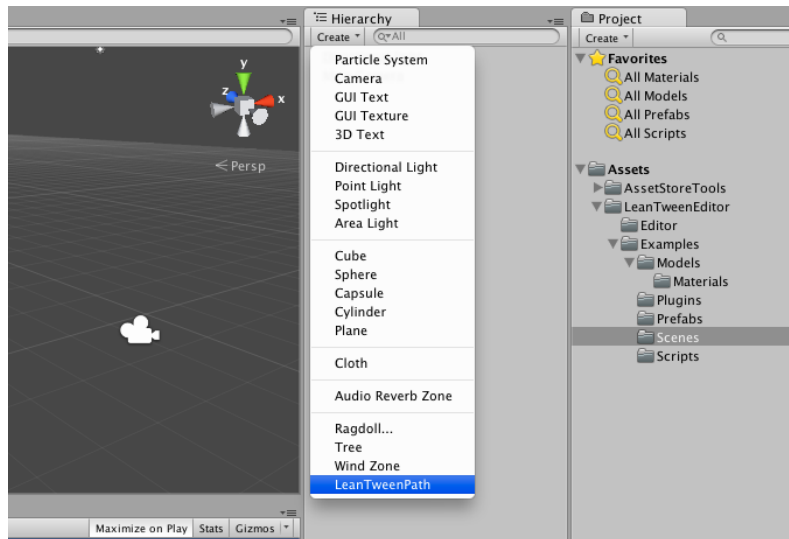 Hierarchy
Create
All
Particle System
Camera
GUI Text
GUI Texture
3D Text
Directional Light
Point Light
Spotlight
Area Light
Cube
Sphere
Capsule
Cylinder
Plane
Cloth
Audio Reverb Zone
Ragdoll...
Tree
Wind Zone
LeanTweenPath
y
z
x
Persp
Maximize on Play
Stats
Gizmos
Project
Create
Favorites
All Materials
All Models
All Prefabs
All Scripts
Assets
AssetStoreTools
LeanTweenEditor
Editor
Examples
Models
Materials
Plugins
Prefabs
Scenes
Scripts